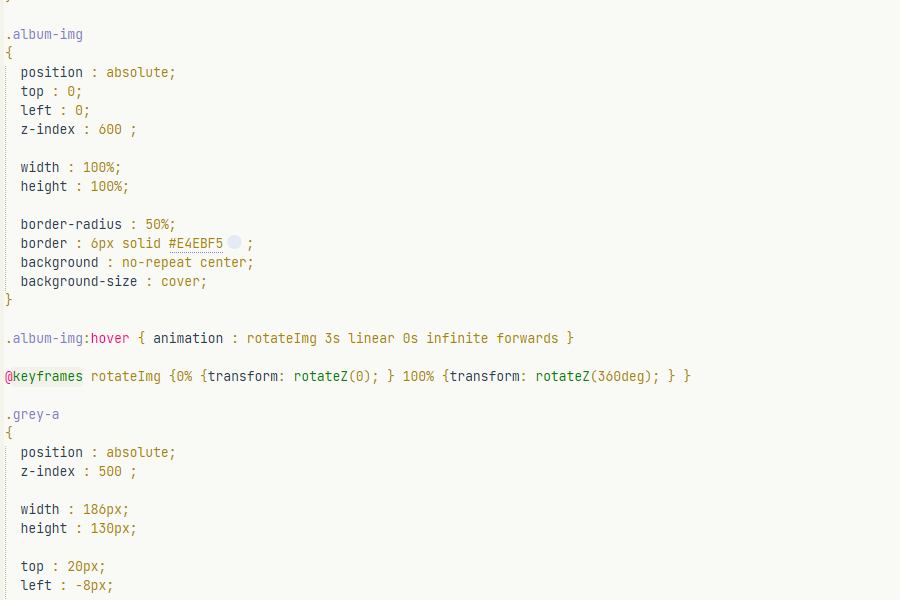 .album-img
{
position : absolute;
top : 0;
left : 0;
z-index : 600 ;
width : 100%;
height : 100%;
border-radius : 50%;
border : 6px solid #E4EBF5 ;
background : no-repeat center;
background-size : cover;
}
.album-img:hover { animation : rotateImg 3s linear 0s infinite forwards }
@keyframes rotateImg {0% {transform: rotateZ(0); } 100% {transform: rotateZ(360deg); } }
.grey-a
{
position : absolute;
z-index : 500 ;
width : 186px;
height : 130px;
top : 20px;
left : -8px;